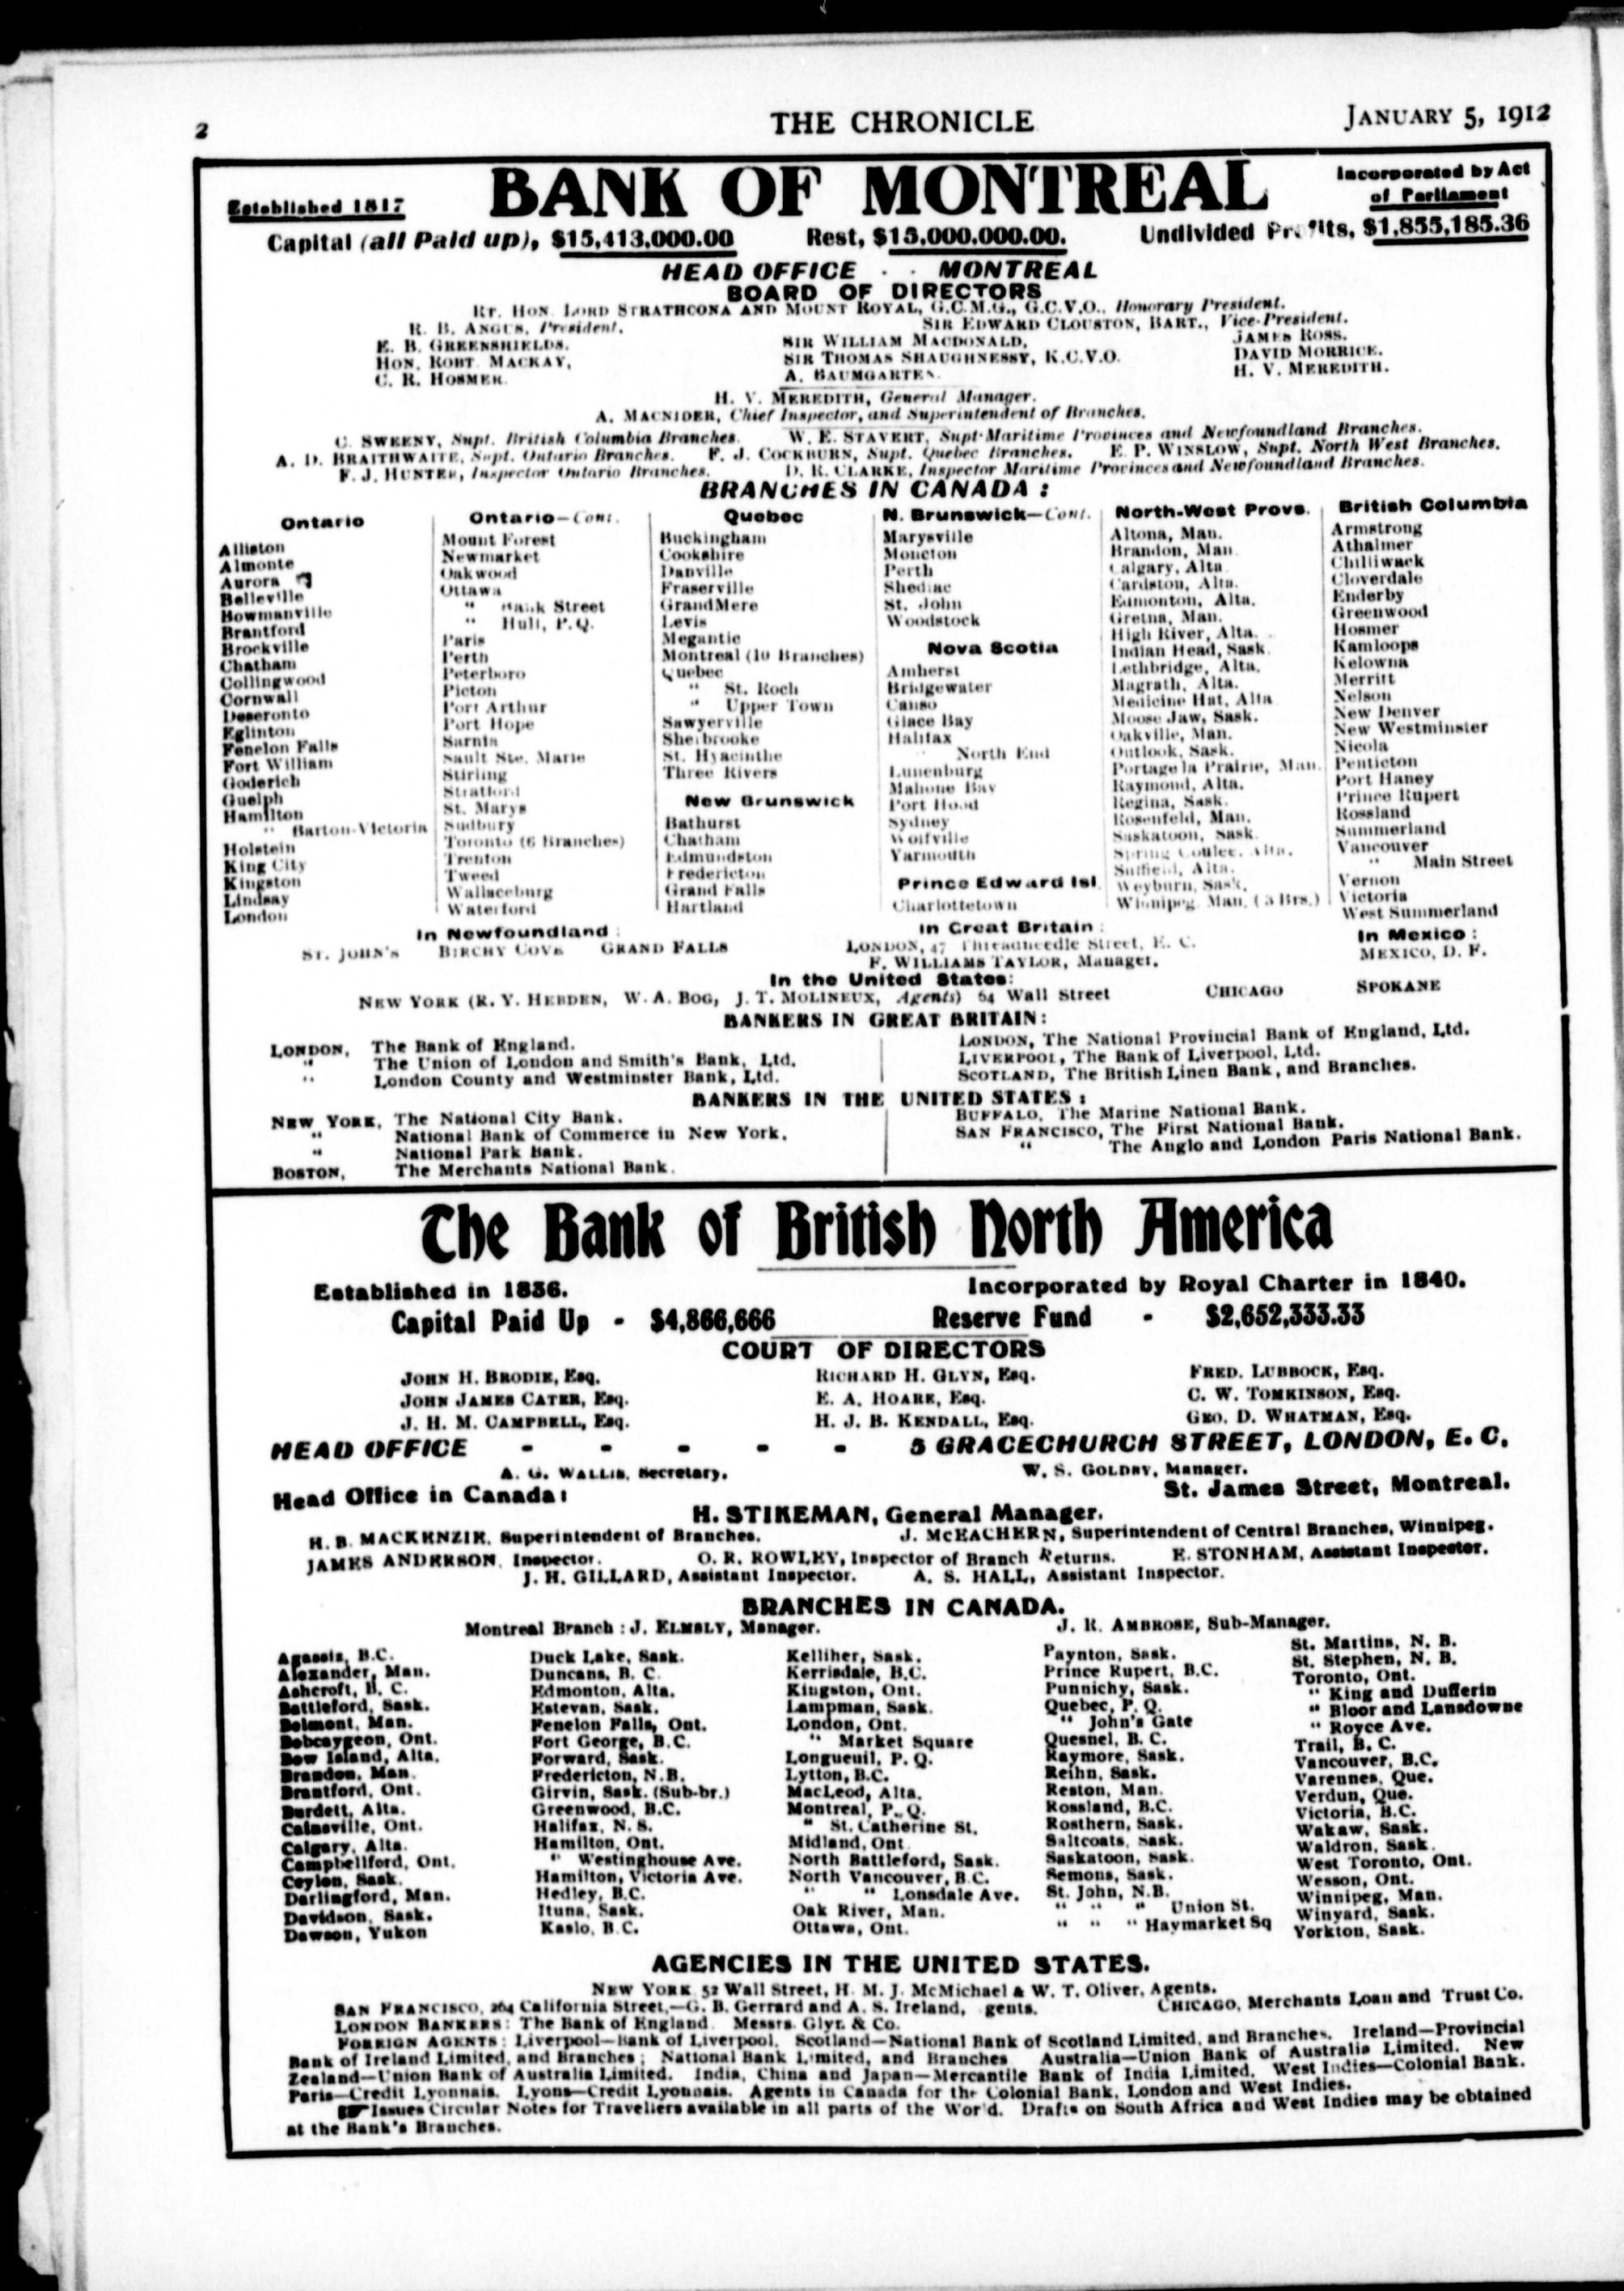 2
THE CHRONICLE
JANUARY 5, 1912
BANK OF MONTREAL
Established 1817
Incorporated by Act
of Parliament
Capital (all Paid up), $15,413,000.00 Rest, $15,000,000.00. Undivided Profits, $1,855,185.36
HEAD OFFICE - - MONTREAL
BOARD OF DIRECTORS
RT. HON. LORD STRATHCONA AND MOUNT ROYAL, G.C.M.G., G.C.V.O., Honorary President.
R. B. ANGUS, President. SIR EDWARD CLOUSTON, BART., Vice-President.
E. B. GREENSHIELDS. SIR WILLIAM MACDONALD, JAMES ROSS.
HON. ROBT. MACKAY, SIR THOMAS SHAUGHNESSY, K.C.V.O. DAVID MORRICE.
C. R. HOSMER. A. BAUMGARTEN. H. V. MEREDITH.
H. V. MEREDITH, General Manager.
A. MACNIDER, Chief Inspector, and Superintendent of Branches.
C. SWEENY, Supt. British Columbia Branches. W. E. STAVERT, Supt. Maritime Provinces and Newfoundland Branches.
A. D. BRAITHWAITE, Supt. Ontario Branches. F. J. COCKBURN, Supt. Quebec Branches. E. P. WINSLOW, Supt. North West Branches.
F. J. HUNTER, Inspector Ontario Branches. D. R. CLARKE, Inspector Maritime Provinces and Newfoundland Branches.
BRANCHES IN CANADA :
Ontario
Alliston
Almonte
Aurora
Belleville
Bowmanville
Brantford
Brockville
Chatham
Collingwood
Cornwall
Deseronto
Eglinton
Fenelon Falls
Fort William
Goderich
Guelph
Hamilton
" Barton-Victoria
Holstein
King City
Kingston
Lindsay
London
Ontario—Cont.
Mount Forest
Newmarket
Oakwood
Ottawa
" Bank Street
" Hull, P.Q.
Paris
Perth
Peterboro
Picton
Port Arthur
Port Hope
Sarnia
Sault Ste. Marie
Stirling
Stratford
St. Marys
Sudbury
Toronto (6 Branches)
Trenton
Tweed
Wallaceburg
Waterford
Quebec
Buckingham
Cookshire
Danville
Fraserville
GrandMere
Levis
Megantic
Montreal (10 Branches)
Quebec
" St. Roch
" Upper Town
Sawyerville
Sherbrooke
St. Hyacinthe
Three Rivers
New Brunswick
Bathurst
Chatham
Edmundston
Fredericton
Grand Falls
Hartland
N. Brunswick—Cont.
Marysville
Moncton
Perth
Shediac
St. John
Woodstock
Nova Scotia
Amherst
Bridgewater
Canso
Glace Bay
Halifax
" North End
Lunenburg
Mahone Bay
Port Hood
Sydney
Wolfville
Yarmouth
Prince Edward Isl
Charlottetown
North-West Provs.
Altona, Man.
Brandon, Man.
Calgary, Alta.
Cardston, Alta.
Edmonton, Alta.
Gretna, Man.
High River, Alta.
Indian Head, Sask.
Lethbridge, Alta.
Magrath, Alta.
Medicine Hat, Alta
Moose Jaw, Sask.
Oakville, Man.
Outlook, Sask.
Portage la Prairie, Man.
Raymond, Alta.
Regina, Sask.
Rosenfeld, Man.
Saskatoon, Sask.
Spring Coulee, Alta.
Suffield, Alta.
Weyburn, Sask.
Winnipeg, Man. (3 Brs.)
British Columbia
Armstrong
Athalmer
Chilliwack
Cloverdale
Enderby
Greenwood
Hosmer
Kamloops
Kelowna
Merritt
Nelson
New Denver
New Westminster
Nicola
Penticton
Port Haney
Prince Rupert
Rossland
Summerland
Vancouver
" Main Street
Vernon
Victoria
West Summerland
In Newfoundland :
ST. JOHN'S BIRCHY COVE GRAND FALLS
In Great Britain :
LONDON, 47 Threadneedle Street, E. C.
F. WILLIAMS TAYLOR, Manager.
In Mexico :
MEXICO, D. F.
In the United States:
NEW YORK (R. Y. HEBDEN, W. A. BOG, J. T. MOLINEUX, Agents) 64 Wall Street CHICAGO SPOKANE
BANKERS IN GREAT BRITAIN :
LONDON, The Bank of England.
" The Union of London and Smith's Bank, Ltd.
" London County and Westminster Bank, Ltd.
LONDON, The National Provincial Bank of England, Ltd.
LIVERPOOL, The Bank of Liverpool, Ltd.
SCOTLAND, The British Linen Bank, and Branches.
BANKERS IN THE UNITED STATES :
NEW YORK, The National City Bank.
" National Bank of Commerce in New York.
" National Park Bank.
BOSTON, The Merchants National Bank.
BUFFALO, The Marine National Bank.
SAN FRANCISCO, The First National Bank.
" The Anglo and London Paris National Bank.
The Bank of British North America
Established in 1836. Incorporated by Royal Charter in 1840.
Capital Paid Up - $4,866,666 Reserve Fund - $2,652,333.33
COURT OF DIRECTORS
JOHN H. BRODIE, Esq. RICHARD H. GLYN, Esq. FRED. LUBBOCK, Esq.
JOHN JAMES CATER, Esq. E. A. HOARE, Esq. C. W. TOMKINSON, Esq.
J. H. M. CAMPBELL, Esq. H. J. B. KENDALL, Esq. GEO. D. WHATMAN, Esq.
HEAD OFFICE - - - - - 5 GRACECHURCH STREET, LONDON, E. C.
A. G. WALLIS, Secretary. W. S. GOLDBY, Manager.
Head Office in Canada : St. James Street, Montreal.
H. STIKEMAN, General Manager.
H. B. MACKENZIE, Superintendent of Branches. J. MCEACHERN, Superintendent of Central Branches, Winnipeg.
JAMES ANDERSON, Inspector. O. R. ROWLEY, Inspector of Branch Returns. E. STONHAM, Assistant Inspector.
J. H. GILLARD, Assistant Inspector. A. S. HALL, Assistant Inspector.
BRANCHES IN CANADA.
Montreal Branch : J. ELMSLY, Manager. J. R. AMBROSE, Sub-Manager.
Agassiz, B.C.
Alexander, Man.
Ashcroft, B. C.
Battleford, Sask.
Belmont, Man.
Bobcaygeon, Ont.
Bow Island, Alta.
Brandon, Man.
Brantford, Ont.
Burdett, Alta.
Cainsville, Ont.
Calgary, Alta.
Campbellford, Ont.
Ceylon, Sask.
Darlingford, Man.
Davidson, Sask.
Dawson, Yukon
Duck Lake, Sask.
Duncans, B. C.
Edmonton, Alta.
Estevan, Sask.
Fenelon Falls, Ont.
Fort George, B.C.
Forward, Sask.
Fredericton, N.B.
Girvin, Sask. (Sub-br.)
Greenwood, B.C.
Halifax, N. S.
Hamilton, Ont.
" Westinghouse Ave.
Hamilton, Victoria Ave.
Hedley, B.C.
Ituna, Sask.
Kaslo, B.C.
Kelliher, Sask.
Kerrisdale, B.C.
Kingston, Ont.
Lampman, Sask.
London, Ont.
" Market Square
Longueuil, P. Q.
Lytton, B.C.
MacLeod, Alta.
Montreal, P. Q.
" St. Catherine St.
Midland, Ont
North Battleford, Sask.
North Vancouver, B.C.
" " Lonsdale Ave.
Oak River, Man.
Ottawa, Ont.
Paynton, Sask.
Prince Rupert, B.C.
Punnichy, Sask.
Quebec, P. Q.
" John's Gate
Quesnel, B. C.
Raymore, Sask.
Reihn, Sask.
Reston, Man.
Rossland, B.C.
Rosthern, Sask.
Saltcoats, Sask.
Saskatoon, Sask.
Semons, Sask.
St. John, N.B.
" " " Union St.
" " " Haymarket Sq
St. Martins, N. B.
St. Stephen, N. B.
Toronto, Ont.
" King and Dufferin
" Bloor and Lansdowne
" Royce Ave.
Trail, B. C.
Vancouver, B.C.
Varennes, Que.
Verdun, Que.
Victoria, B.C.
Wakaw, Sask.
Waldron, Sask.
West Toronto, Ont.
Wesson, Ont.
Winnipeg, Man.
Winyard, Sask.
Yorkton, Sask.
AGENCIES IN THE UNITED STATES.
NEW YORK 52 Wall Street, H. M. J. McMichael & W. T. Oliver, Agents.
SAN FRANCISCO, 264 California Street,—G. B. Gerrard and A. S. Ireland, gents. CHICAGO, Merchants Loan and Trust Co.
LONDON BANKERS : The Bank of England. Messrs. Glyn & Co.
FOREIGN AGENTS : Liverpool—Bank of Liverpool. Scotland—National Bank of Scotland Limited, and Branches. Ireland—Provincial
Bank of Ireland Limited, and Branches ; National Bank Limited, and Branches Australia—Union Bank of Australia Limited. New
Zealand—Union Bank of Australia Limited. India, China and Japan—Mercantile Bank of India Limited. West Indies—Colonial Bank.
Paris—Credit Lyonnais. Lyons—Credit Lyonnais. Agents in Canada for the Colonial Bank, London and West Indies.
☞ Issues Circular Notes for Travellers available in all parts of the World. Drafts on South Africa and West Indies may be obtained
at the Bank's Branches.